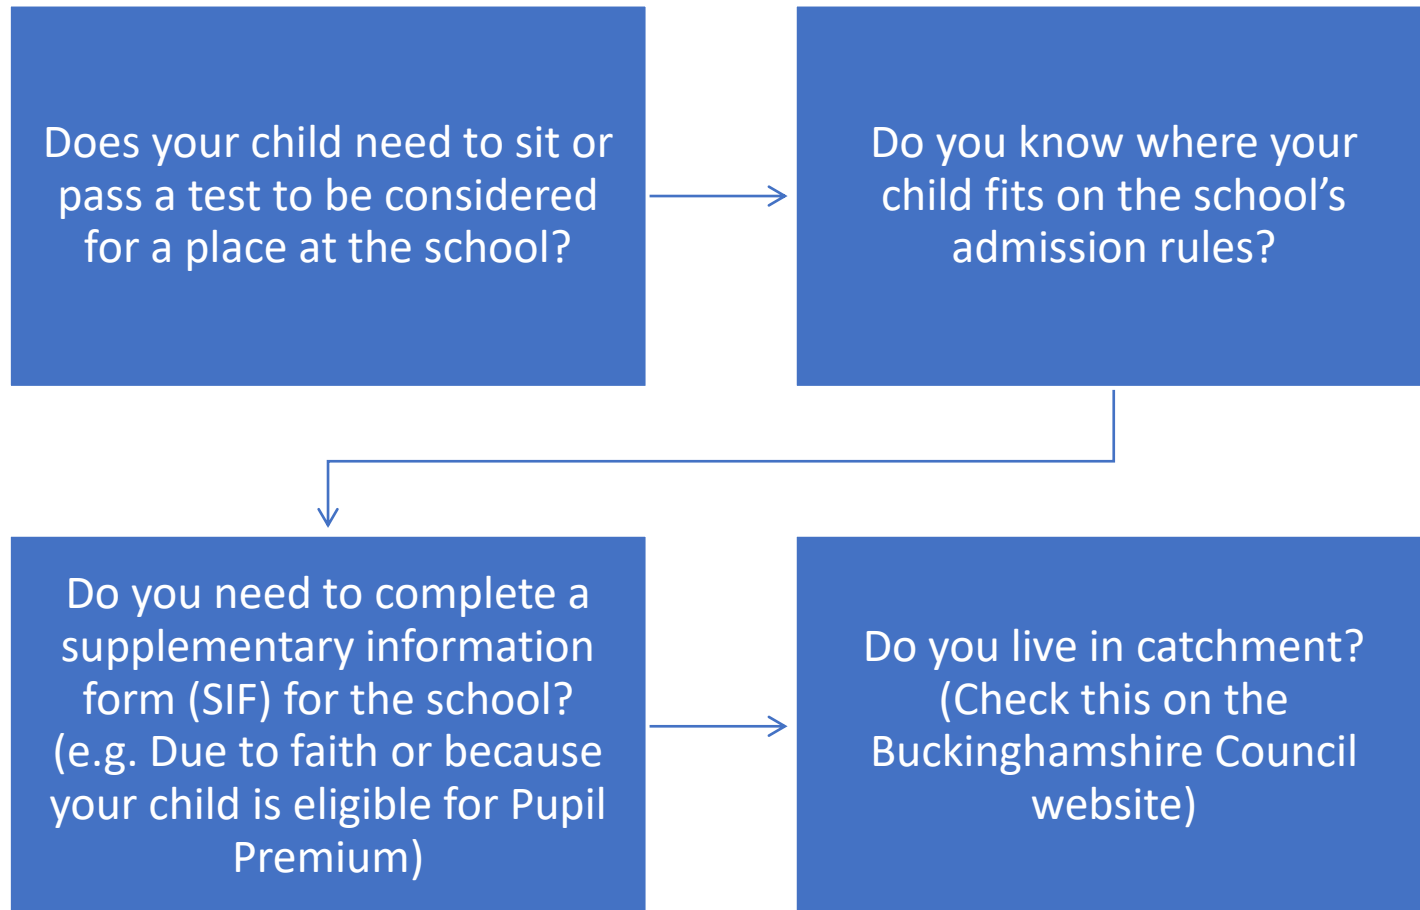 Does your child need to sit or
pass a test to be considered
for a place at the school?
Do you know where your
child fits on the school’s
admission rules?
Do you need to complete a
supplementary information
form (SIF) for the school?
(e.g. Due to faith or because
your child is eligible for Pupil
Premium)
Do you live in catchment?
(Check this on the
Buckinghamshire Council
website)